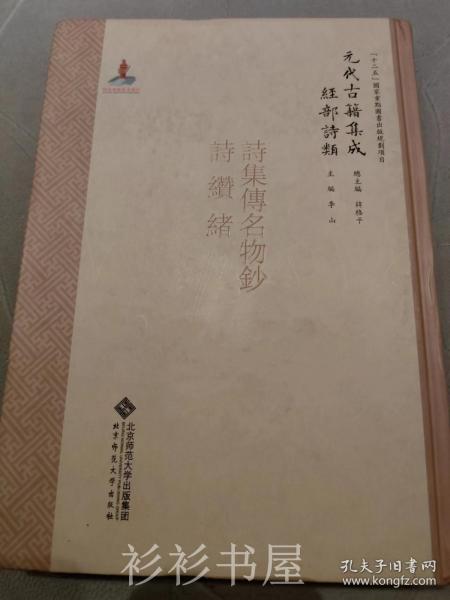 「十二五」國家重點圖書出版規劃項目
元代古籍集成
經部詩類
總主編 韓格平
主編 李山
詩集傳名物鈔
詩纘緒
北京师范大学出版集团
北京师范大学出版社
衫衫书屋
孔夫子旧书网
www.kongfz.com